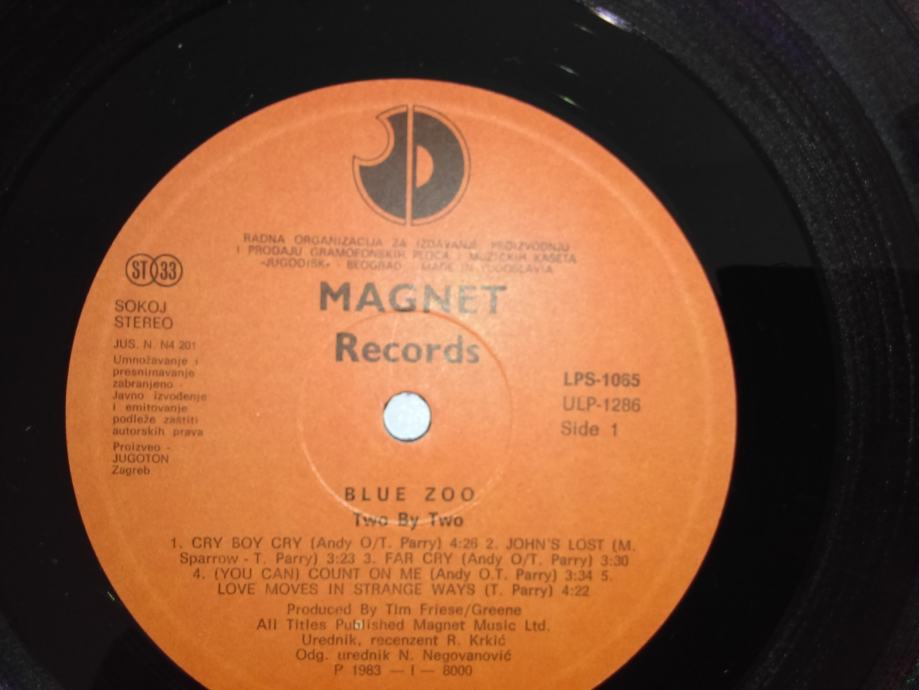 RADNA ORGANIZACIJA ZA IZDAVANJE, PROIZVODNJU
I PRODAJU GRAMOFONSKIH PLOČA I MUZIČKIH KASETA
«JUGODISK» - BEOGRAD - MADE IN YUGOSLAVIA
ST 33
SOKOJ
STEREO
JUS. N. N4 201
Umnožavanje i
presnimavanje
zabranjeno -
Javno izvođenje
i emitovanje
podleže zaštiti
autorskih prava
Proizveo -
JUGOTON
Zagreb
MAGNET
Records
LPS-1065
ULP-1286
Side 1
BLUE ZOO
Two By Two
1. CRY BOY CRY (Andy O/T. Parry) 4:26 2. JOHN'S LOST (M.
Sparrow - T. Parry) 3:23 3. FAR CRY (Andy O/T. Parry) 3:30
4. (YOU CAN) COUNT ON ME (Andy O.T. Parry) 3:34 5.
LOVE MOVES IN STRANGE WAYS (T. Parry) 4:22
Produced By Tim Friese/Greene
All Titles Published Magnet Music Ltd.
Urednik, recenzent R. Krkić
Odg. urednik N. Negovanović
P 1983 — I — 8000